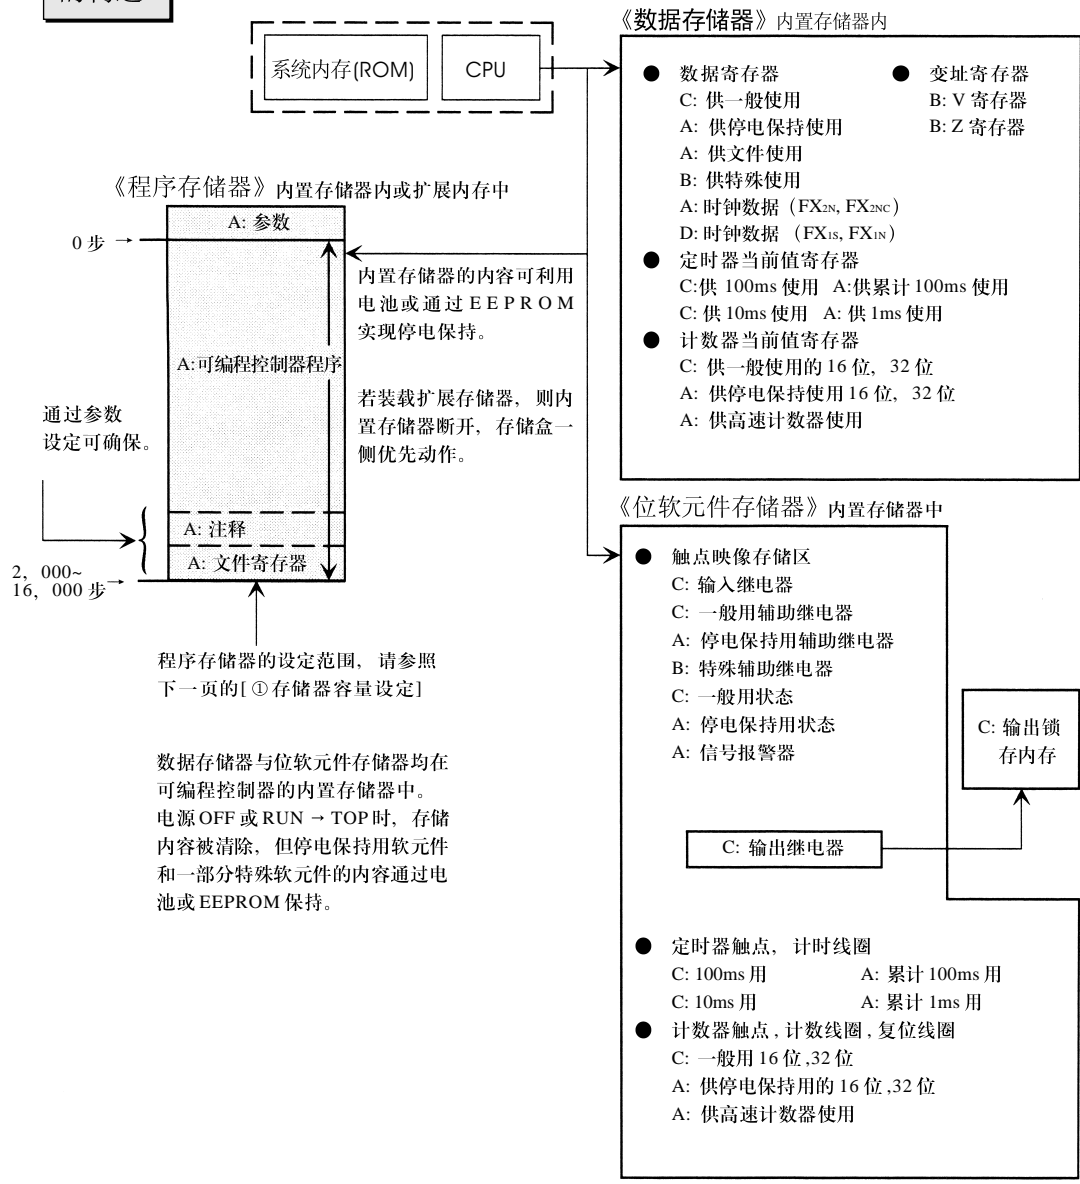 《数据存储器》内置存储器内
系统内存(ROM)
CPU
● 数据寄存器
C: 供一般使用
A: 供停电保持使用
A: 供文件使用
B: 供特殊使用
A: 时钟数据（FX2N, FX2NC）
D: 时钟数据 （FX1S, FX1N）
● 变址寄存器
B: V 寄存器
B: Z 寄存器
● 定时器当前值寄存器
C:供 100ms 使用 A:供累计 100ms 使用
C: 供 10ms 使用 A: 供 1ms 使用
● 计数器当前值寄存器
C: 供一般使用的 16 位，32 位
A: 供停电保持使用 16 位，32 位
A: 供高速计数器使用
《程序存储器》内置存储器内或扩展内存中
A: 参数
0 步 →
A:可编程控制器程序
A: 注释
A: 文件寄存器
2，000~
16，000 步→
通过参数
设定可确保。
内置存储器的内容可利用
电池或通过 EEPROM
实现停电保持。
若装载扩展存储器，则内
置存储器断开，存储盒一
侧优先动作。
程序存储器的设定范围，请参照
下一页的[ ①存储器容量设定]
数据存储器与位软元件存储器均在
可编程控制器的内置存储器中。
电源 OFF 或 RUN → TOP 时，存储
内容被清除，但停电保持用软元件
和一部分特殊软元件的内容通过电
池或 EEPROM 保持。
《位软元件存储器》内置存储器中
● 触点映像存储区
C: 输入继电器
C: 一般用辅助继电器
A: 停电保持用辅助继电器
B: 特殊辅助继电器
C: 一般用状态
A: 停电保持用状态
A: 信号报警器
C: 输出锁
存内存
C: 输出继电器
● 定时器触点，计时线圈
C: 100ms 用 A: 累计 100ms 用
C: 10ms 用 A: 累计 1ms 用
● 计数器触点 , 计数线圈 , 复位线圈
C: 一般用 16 位 ,32 位
A: 供停电保持用的 16 位 ,32 位
A: 供高速计数器使用